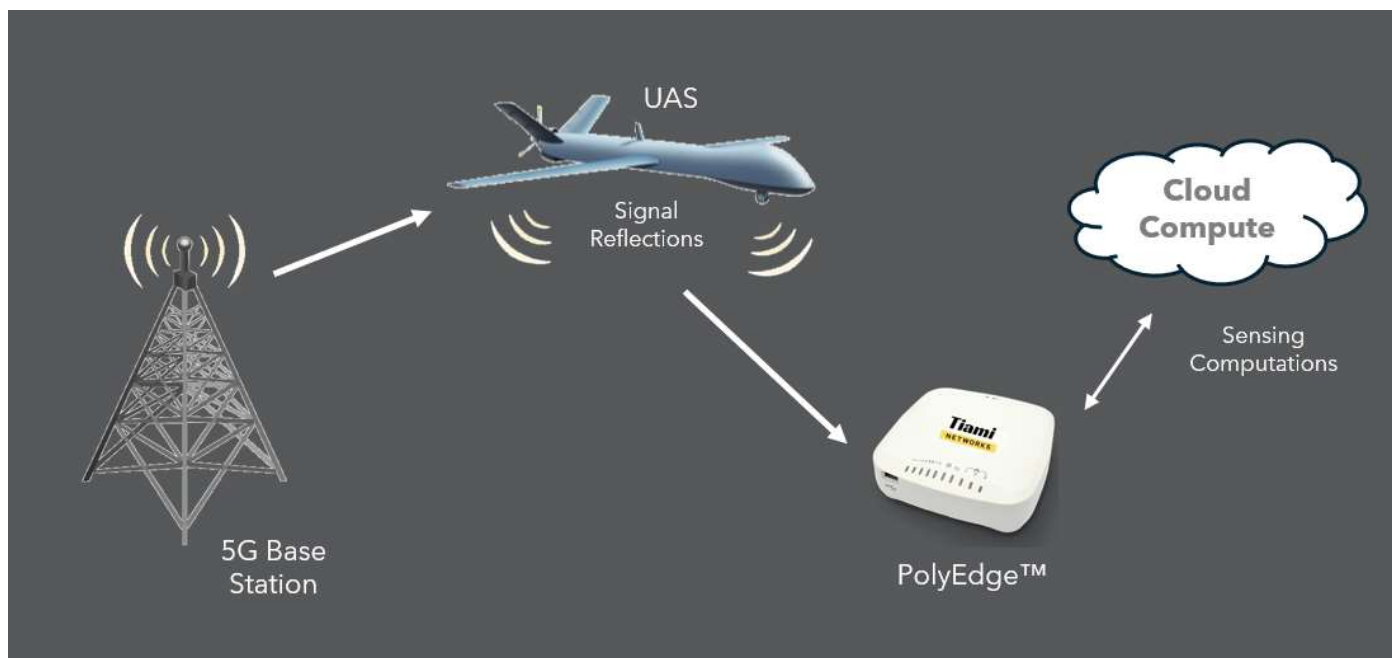 UAS
Signal
Reflections
Cloud
Compute
Sensing
Computations
Tiami
NETWORKS
5G Base
Station
PolyEdge™